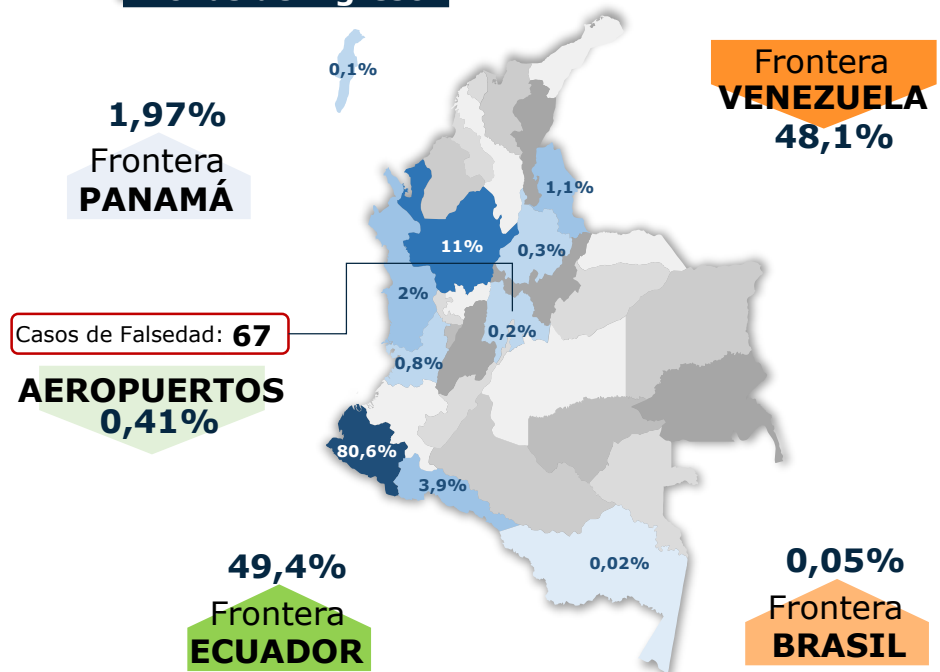 0,1%
Frontera
VENEZUELA
48,1%
1,97%
Frontera
PANAMÁ
1,1%
11%
0,3%
2%
Casos de Falsedad: 67
0,2%
0,8%
AEROPUERTOS
0,41%
80,6%
3,9%
49,4%
Frontera
ECUADOR
0,02%
0,05%
Frontera
BRASIL